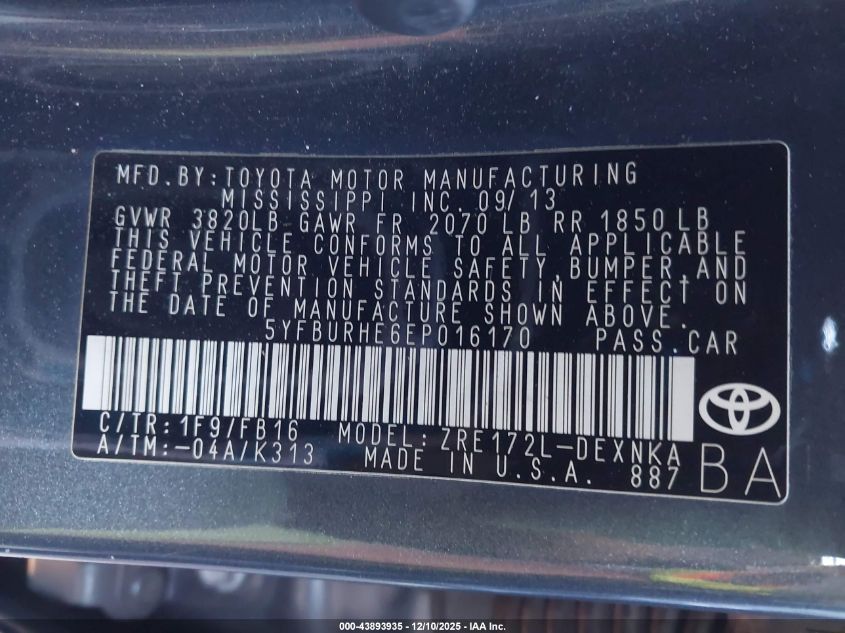 MFD.BY:TOYOTA MOTOR MANUFACTURING
MISSISSIPPI INC. 09/13
GVWR 3820LB GAWR FR 2070 LB RR 1850LB
THIS VEHICLE CONFORMS TO ALL APPLICABLE
FEDERAL MOTOR VEHICLE SAFETY,BUMPER,AND
THEFT PREVENTION STANDARDS IN EFFECT ON
THE DATE OF MANUFACTURE SHOWN ABOVE.
5YFBURHE6EP016170 PASS.CAR
C/TR:1F9/FB16 MODEL:ZRE172L-DEXNKA
A/TM:-04A/K313 MADE IN U.S.A. 887
BA
000-43893935 - 12/10/2025 - IAA Inc.